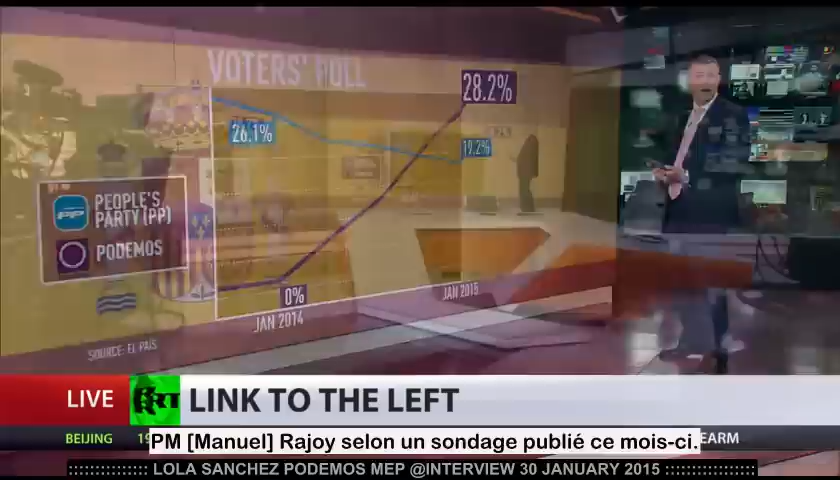 VOTERS' POLL
28.2%
26.1%
19.2%
PP
PEOPLE'S
PARTY (PP)
PODEMOS
0%
JAN 2014
JAN 2015
SOURCE: EL PAIS
LIVE
RT
LINK TO THE LEFT
BEIJING
PM [Manuel] Rajoy selon un sondage publié ce mois-ci.
EARM
LOLA SANCHEZ PODEMOS MEP @INTERVIEW 30 JANUARY 2015